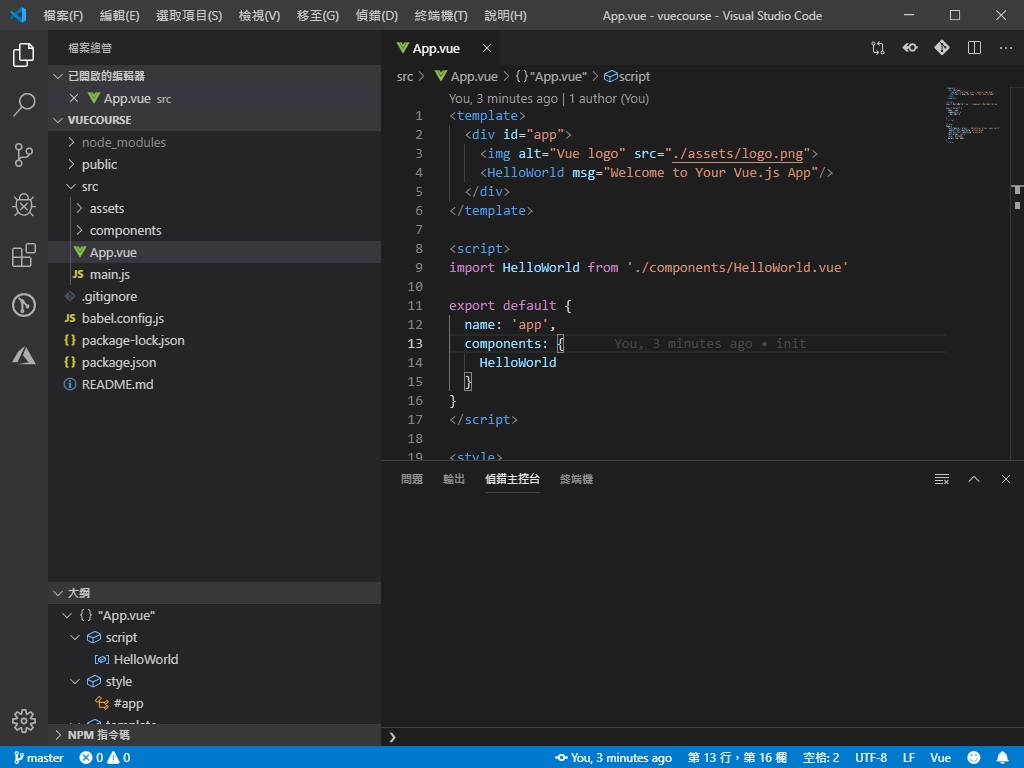 檔案(F) 編輯(E) 選取項目(S) 檢視(V) 移至(G) 偵錯(D) 終端機(T) 說明(H) App.vue - vuecourse - Visual Studio Code
檔案總管
已開啟的編輯器
App.vue src
VUECOURSE
node_modules
public
src
assets
components
App.vue
main.js
.gitignore
babel.config.js
package-lock.json
package.json
README.md
大綱
{} "App.vue"
script
HelloWorld
style
#app
template
NPM 指令碼
App.vue
src > App.vue > {} "App.vue" > script
You, 3 minutes ago | 1 author (You)
1 <template>
2 <div id="app">
3 <img alt="Vue logo" src="./assets/logo.png">
4 <HelloWorld msg="Welcome to Your Vue.js App"/>
5 </div>
6 </template>
7
8 <script>
9 import HelloWorld from './components/HelloWorld.vue'
10
11 export default {
12 name: 'app',
13 components: { You, 3 minutes ago • init
14 HelloWorld
15 }
16 }
17 </script>
18
19 <style>
問題 輸出 偵錯主控台 終端機
master 0 0 You, 3 minutes ago 第 13 行，第 16 欄 空格: 2 UTF-8 LF Vue